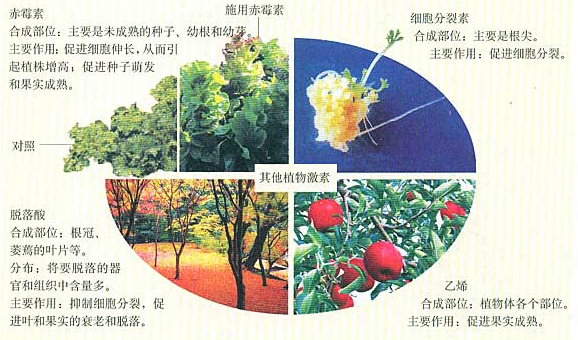 赤霉素
合成部位：主要是未成熟的种子、幼根和幼芽。
主要作用：促进细胞伸长，从而引
起植株增高；促进种子萌发
和果实成熟。
施用赤霉素
对照
细胞分裂素
合成部位：主要是根尖。
主要作用：促进细胞分裂。
其他植物激素
脱落酸
合成部位：根冠、
萎蔫的叶片等。
分布：将要脱落的器
官和组织中含量多。
主要作用：抑制细胞分裂，促
进叶和果实的衰老和脱落。
乙烯
合成部位：植物体各个部位。
主要作用：促进果实成熟。